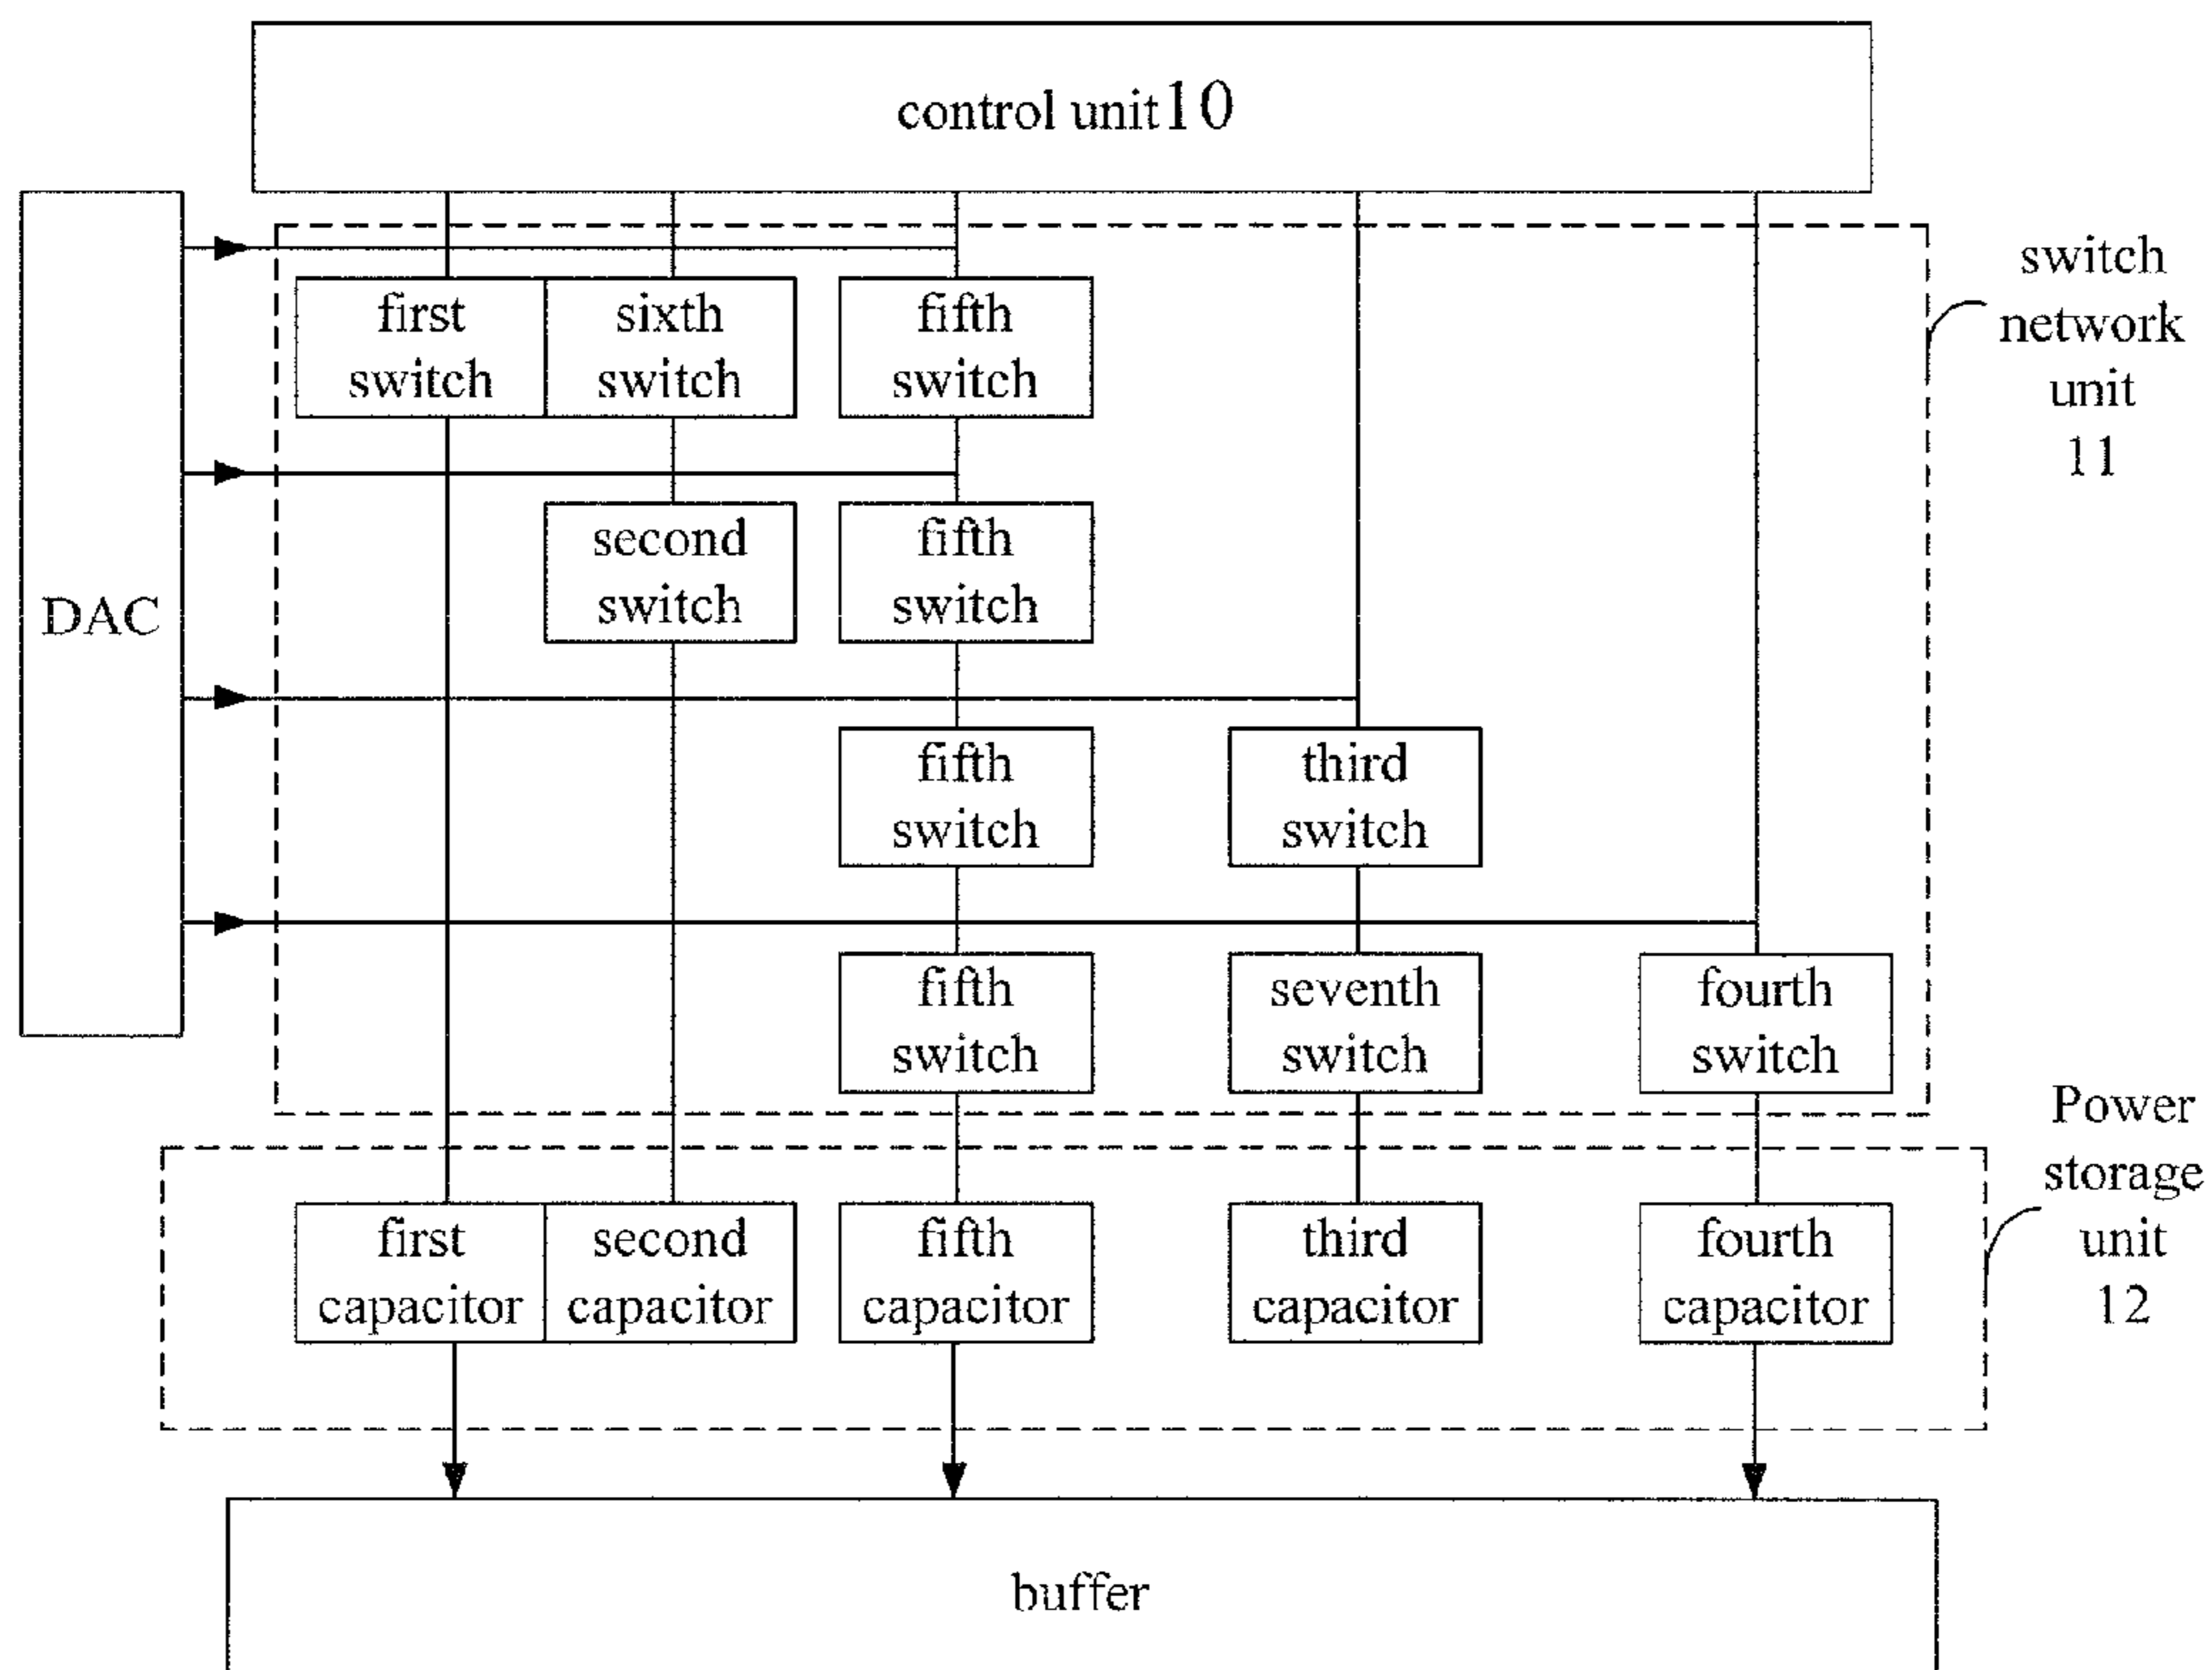 control unit10
switch
network
unit
11
first
switch
sixth
switch
fifth
switch
second
switch
fifth
switch
DAC
fifth
switch
third
switch
fifth
switch
seventh
switch
fourth
switch
Power
storage
unit
12
first
capacitor
second
capacitor
fifth
capacitor
third
capacitor
fourth
capacitor
buffer